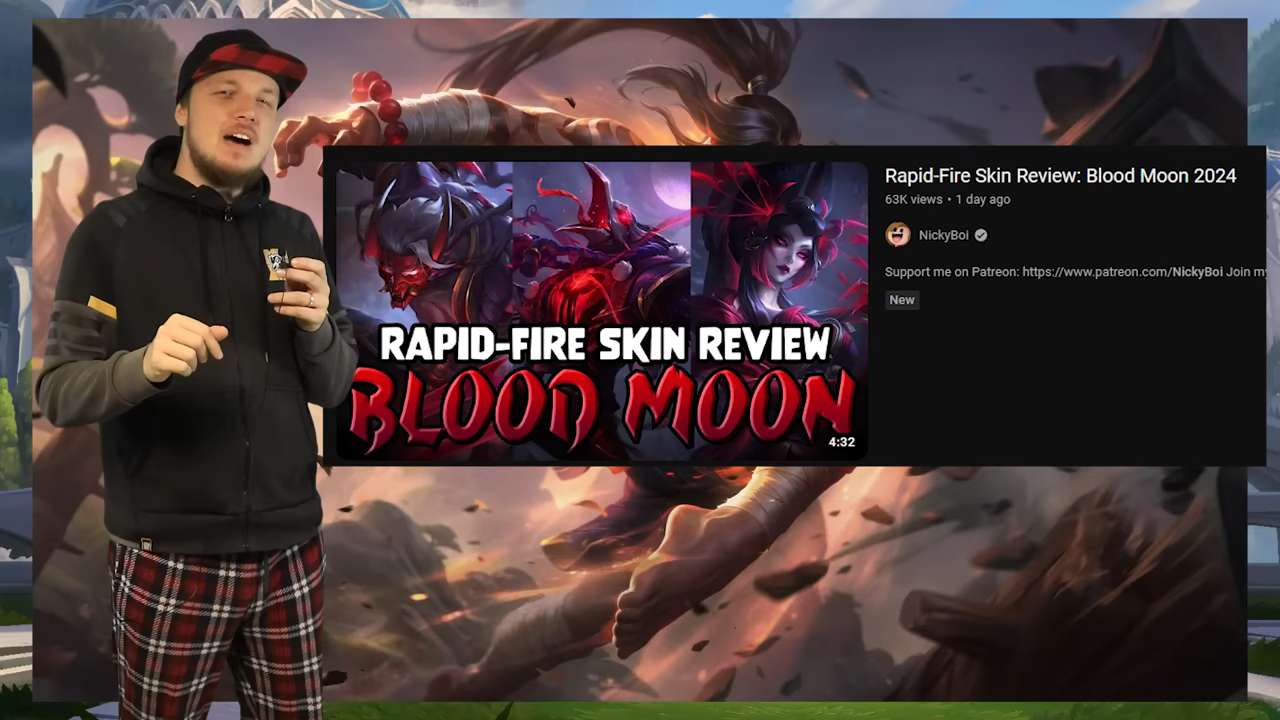 Rapid-Fire Skin Review: Blood Moon 2024
63K views • 1 day ago
NickyBoi
Support me on Patreon: https://www.patreon.com/NickyBoi Join my
New
RAPID-FIRE SKIN REVIEW
BLOOD MOON
4:32